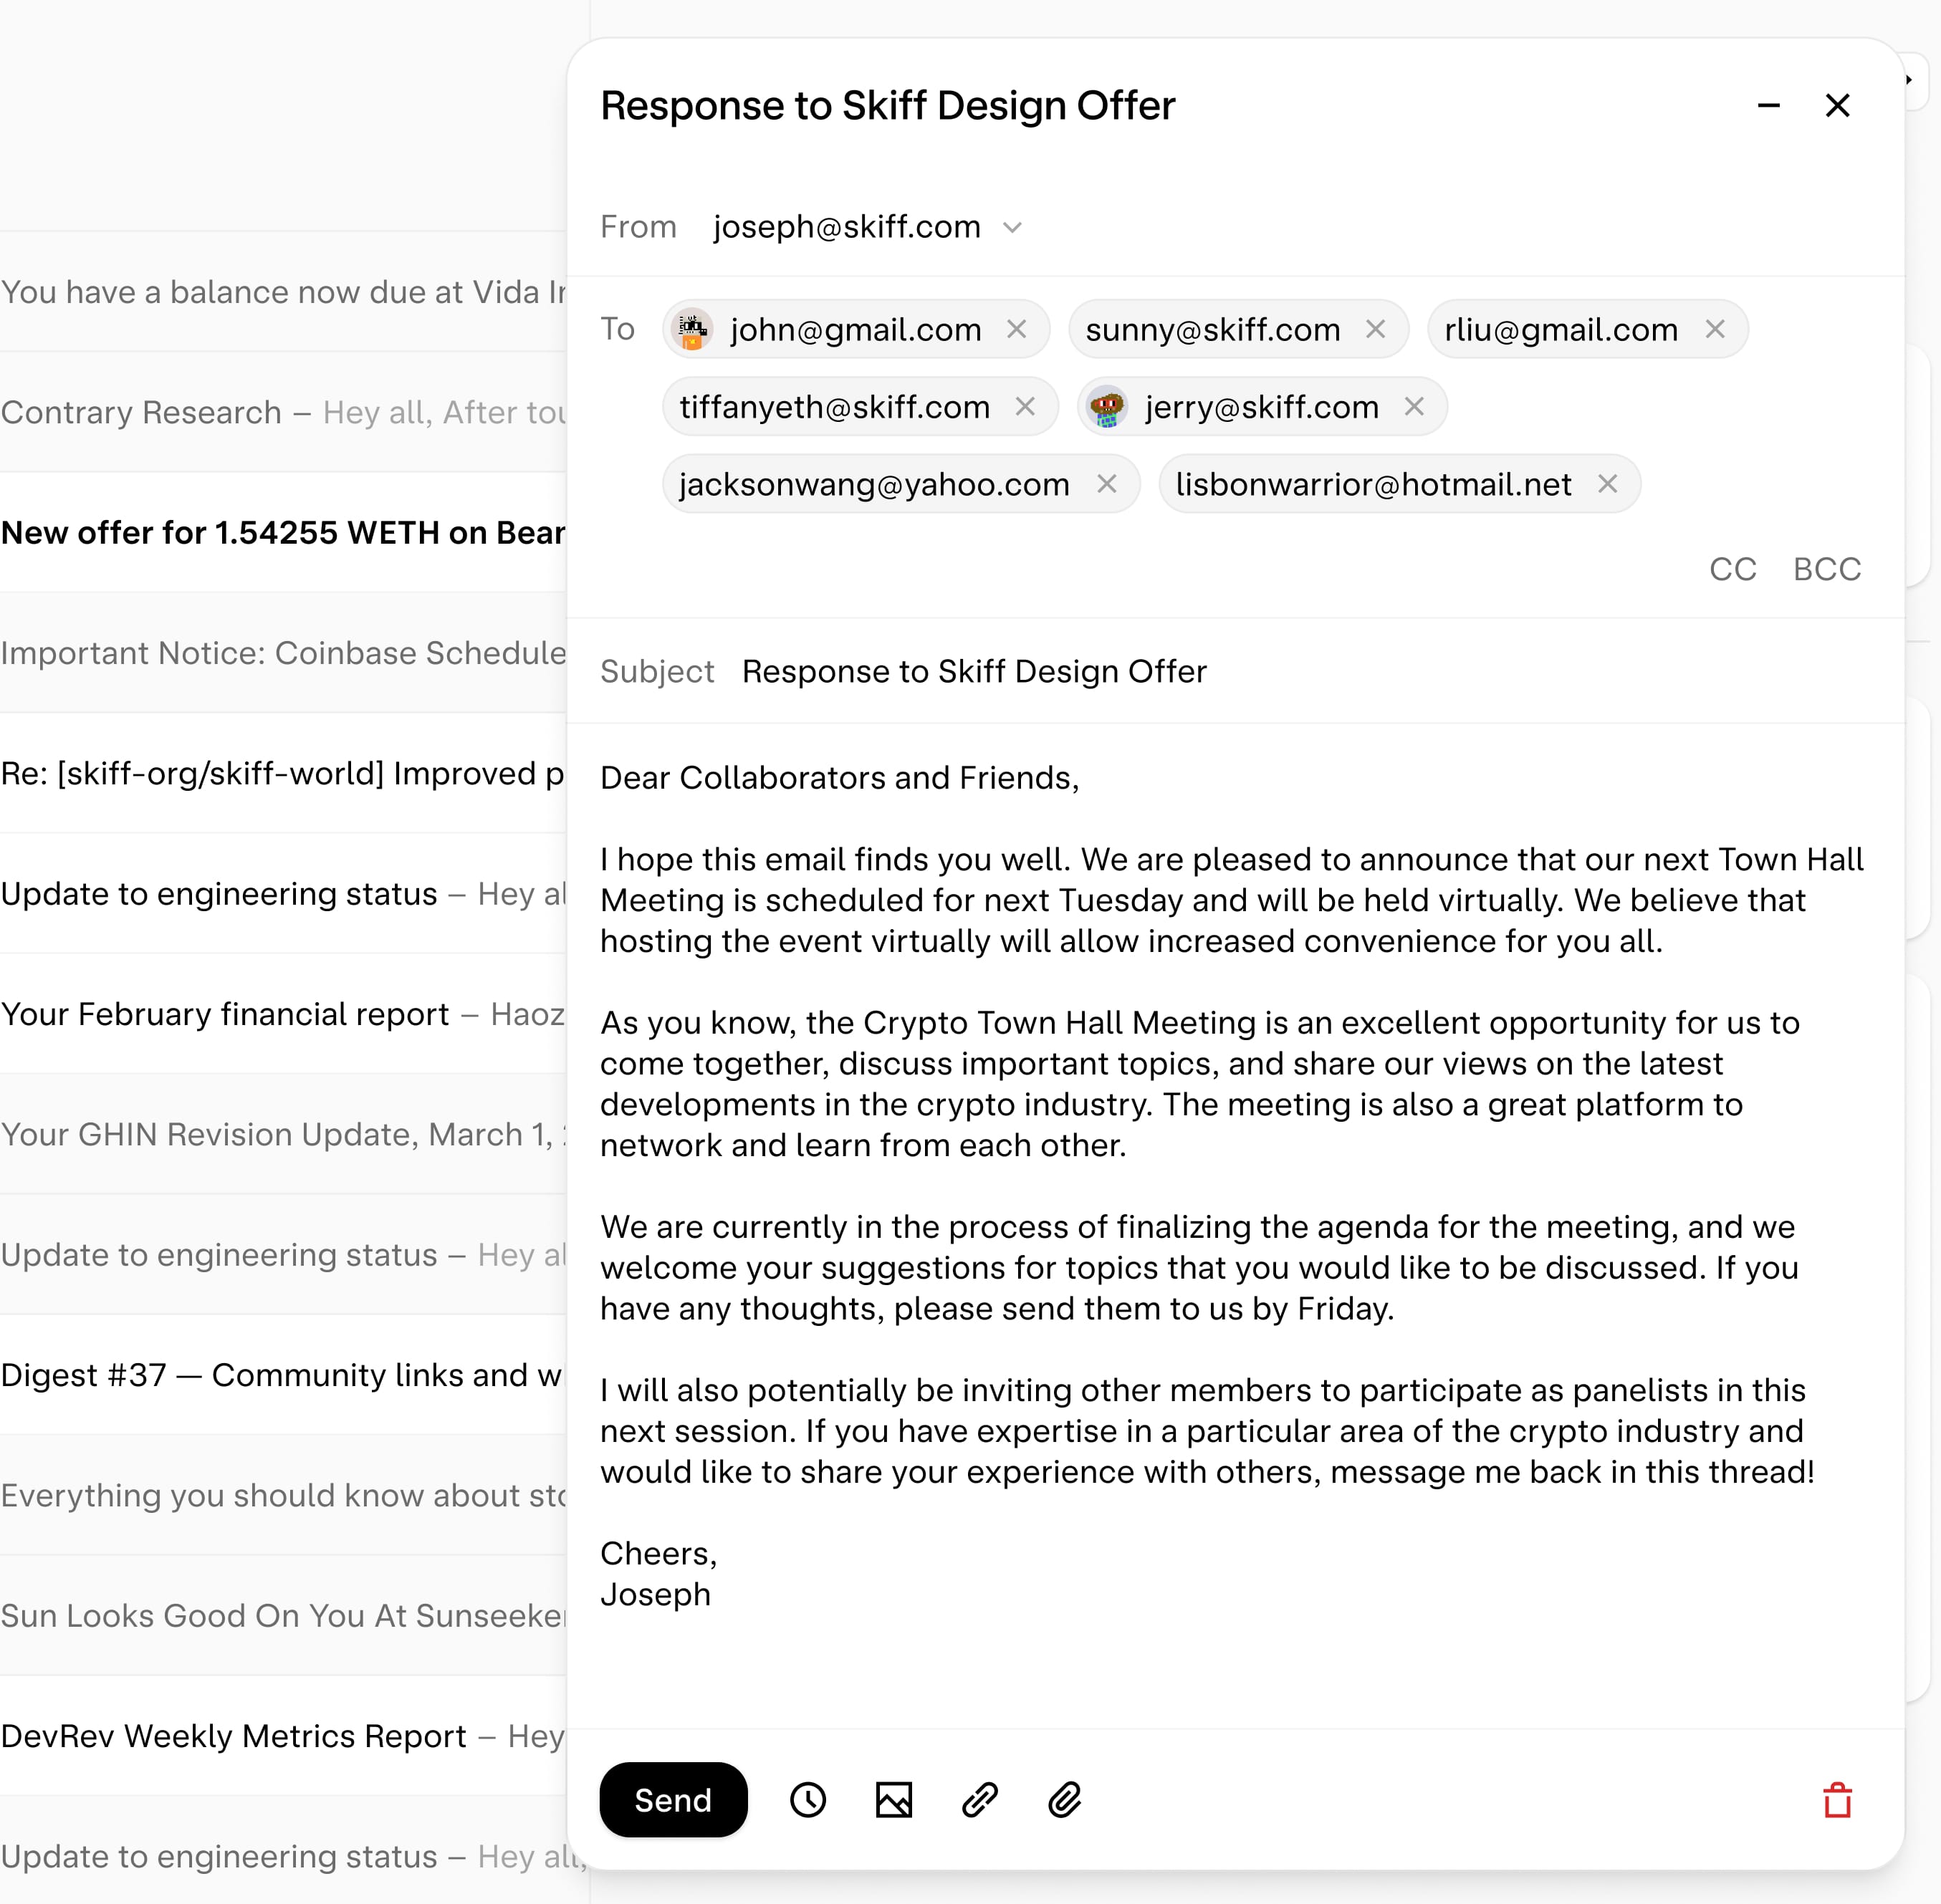 You have a balance now due at Vida
Contrary Research – Hey all, After
New offer for 1.54255 WETH on Bear
Important Notice: Coinbase Schedule
Re: [skiff-org/skiff-world] Improved
Update to engineering status – Hey
Your February financial report –
Your GHIN Revision Update, March 1,
Update to engineering status – Hey
Digest #37 — Community links and
Everything you should know about
Sun Looks Good On You At
DevRev Weekly Metrics Report – Hey
Update to engineering status – Hey all,
Response to Skiff Design Offer
From joseph@skiff.com
To john@gmail.com sunny@skiff.com rliu@gmail.com
tiffanyeth@skiff.com jerry@skiff.com
jacksonwang@yahoo.com lisbonwarrior@hotmail.net
CC BCC
Subject Response to Skiff Design Offer
Dear Collaborators and Friends,
I hope this email finds you well. We are pleased to announce that our next Town Hall
Meeting is scheduled for next Tuesday and will be held virtually. We believe that
hosting the event virtually will allow increased convenience for you all.
As you know, the Crypto Town Hall Meeting is an excellent opportunity for us to
come together, discuss important topics, and share our views on the latest
developments in the crypto industry. The meeting is also a great platform to
network and learn from each other.
We are currently in the process of finalizing the agenda for the meeting, and we
welcome your suggestions for topics that you would like to be discussed. If you
have any thoughts, please send them to us by Friday.
I will also potentially be inviting other members to participate as panelists in this
next session. If you have expertise in a particular area of the crypto industry and
would like to share your experience with others, message me back in this thread!
Cheers,
Joseph
Send